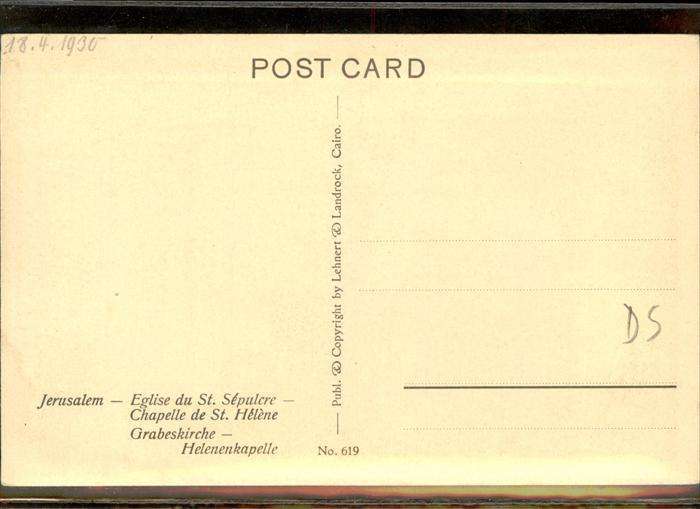 18.4.1930
POST CARD
Publ. & Copyright by Lehnert & Landrock, Cairo.
DS
Jerusalem — Eglise du St. Sépulcre —
Chapelle de St. Hélène
Grabeskirche —
Helenenkapelle
No. 619